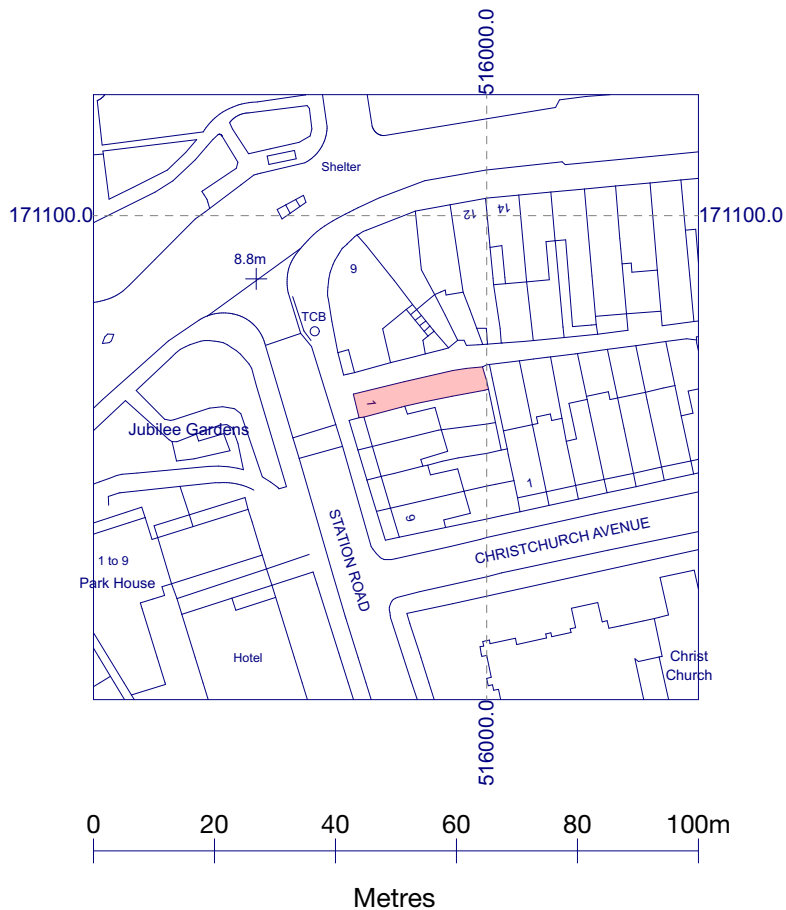 516000.0
Shelter
171100.0
171100.0
12
14
8.8m
9
TCB
1
Jubilee Gardens
1
9
STATION ROAD
CHRISTCHURCH AVENUE
1 to 9
Park House
Hotel
Christ
Church
516000.0
0 20 40 60 80 100m
Metres